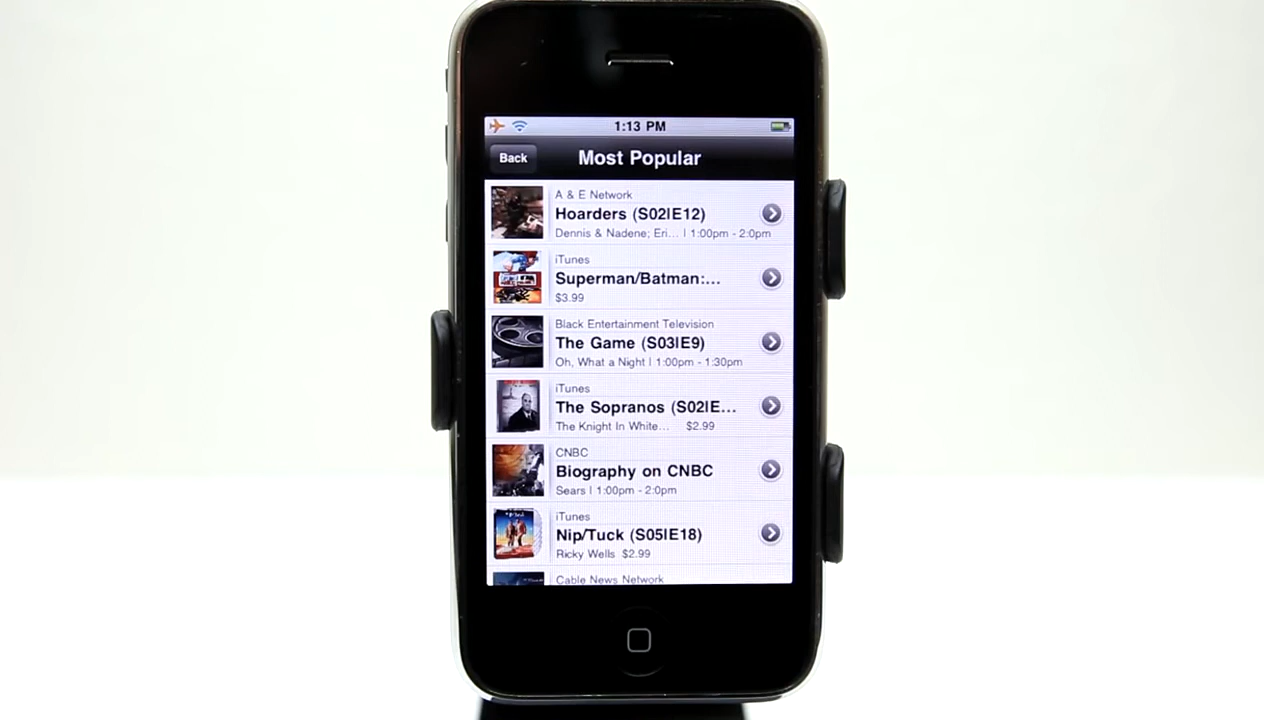 1:13 PM
Back
Most Popular
A & E Network
Hoarders (S02|E12)
Dennis & Nadene; Eri... | 1:00pm - 2:0pm
iTunes
Superman/Batman:...
$3.99
Black Entertainment Television
The Game (S03|E9)
Oh, What a Night | 1:00pm - 1:30pm
iTunes
The Sopranos (S02|E...
The Knight In White... $2.99
CNBC
Biography on CNBC
Sears | 1:00pm - 2:0pm
iTunes
Nip/Tuck (S05|E18)
Ricky Wells $2.99
Cable News Network